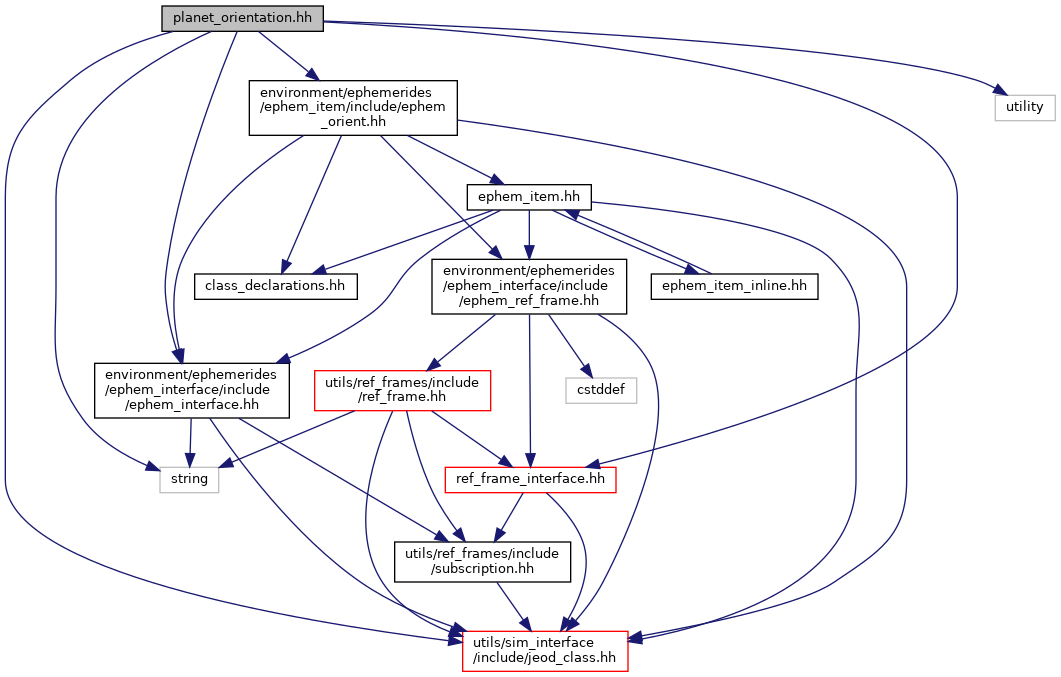 planet_orientation.hh
environment/ephemerides
/ephem_item/include/ephem
_orient.hh
utility
ephem_item.hh
class_declarations.hh
environment/ephemerides
/ephem_interface/include
/ephem_ref_frame.hh
ephem_item_inline.hh
environment/ephemerides
/ephem_interface/include
/ephem_interface.hh
utils/ref_frames/include
/ref_frame.hh
cstddef
string
ref_frame_interface.hh
utils/ref_frames/include
/subscription.hh
utils/sim_interface
/include/jeod_class.hh